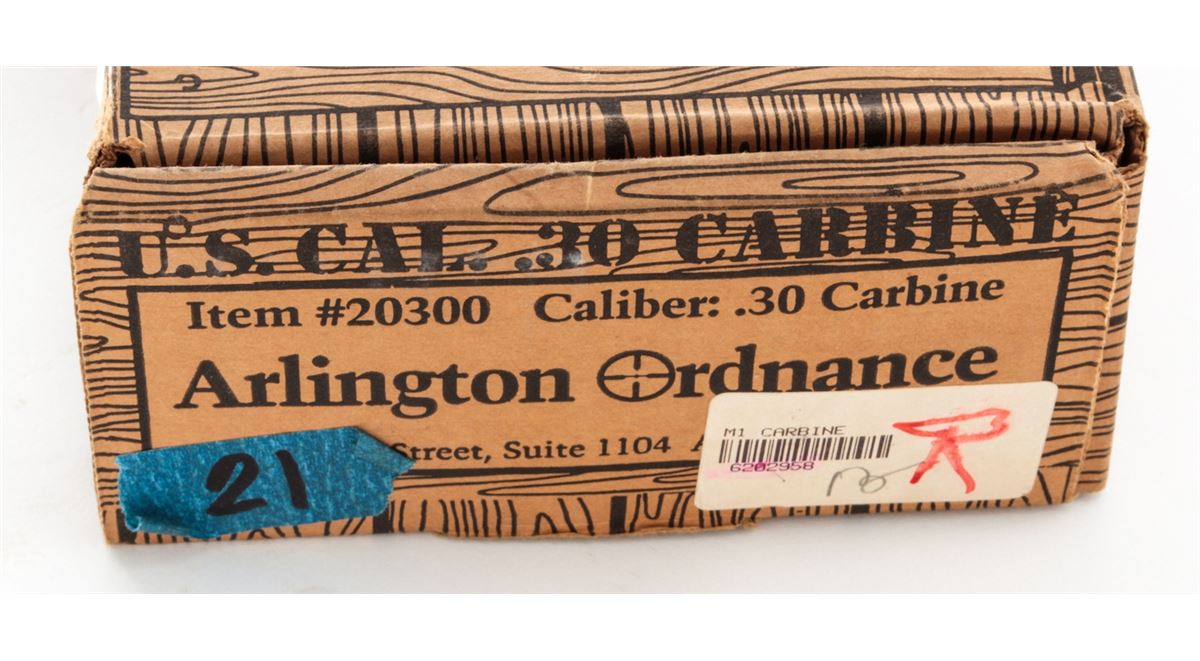 U.S. CAL. .30 CARBINE
Item #20300 Caliber: .30 Carbine
Arlington Ordnance
Street, Suite 1104 A
21
M1 CARBINE
6202958
R